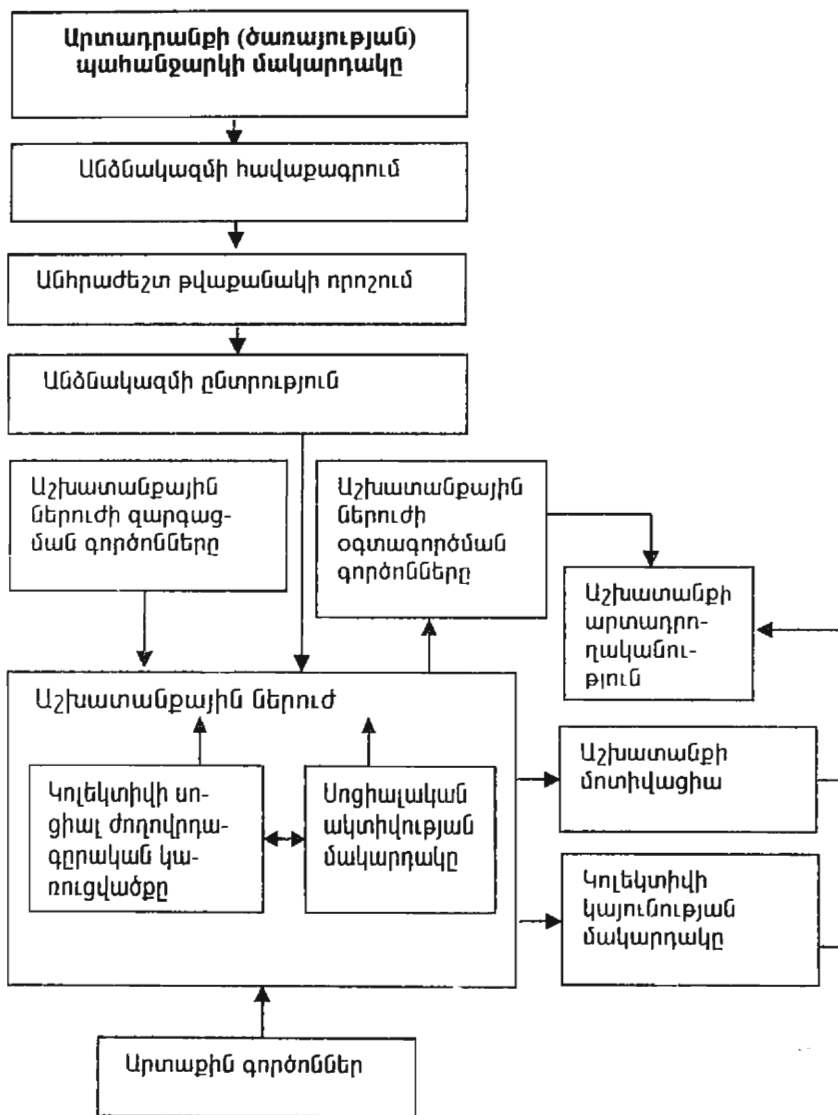 Արտադրանքի (ծառայության)
պահանջարկի մակարդակը
Անձնակազմի հավաքագրում
Անհրաժեշտ թվաքանակի որոշում
Անձնակազմի ընտրություն
Աշխատանքային
ներուժի զարգաց-
ման գործոնները
Աշխատանքային
ներուժի
օգտագործման
գործոնները
Աշխատանքի
արտադրո-
ղականու-
թյուն
Աշխատանքային ներուժ
Կոլեկտիվի սո-
ցիալ ժողովրդա-
գըրական կա-
ռուցվածքը
Սոցիալական
ակտիվության
մակարդակը
Աշխատանքի
մոտիվացիա
Կոլեկտիվի
կայունության
մակարդակը
Արտաքին գործոններ